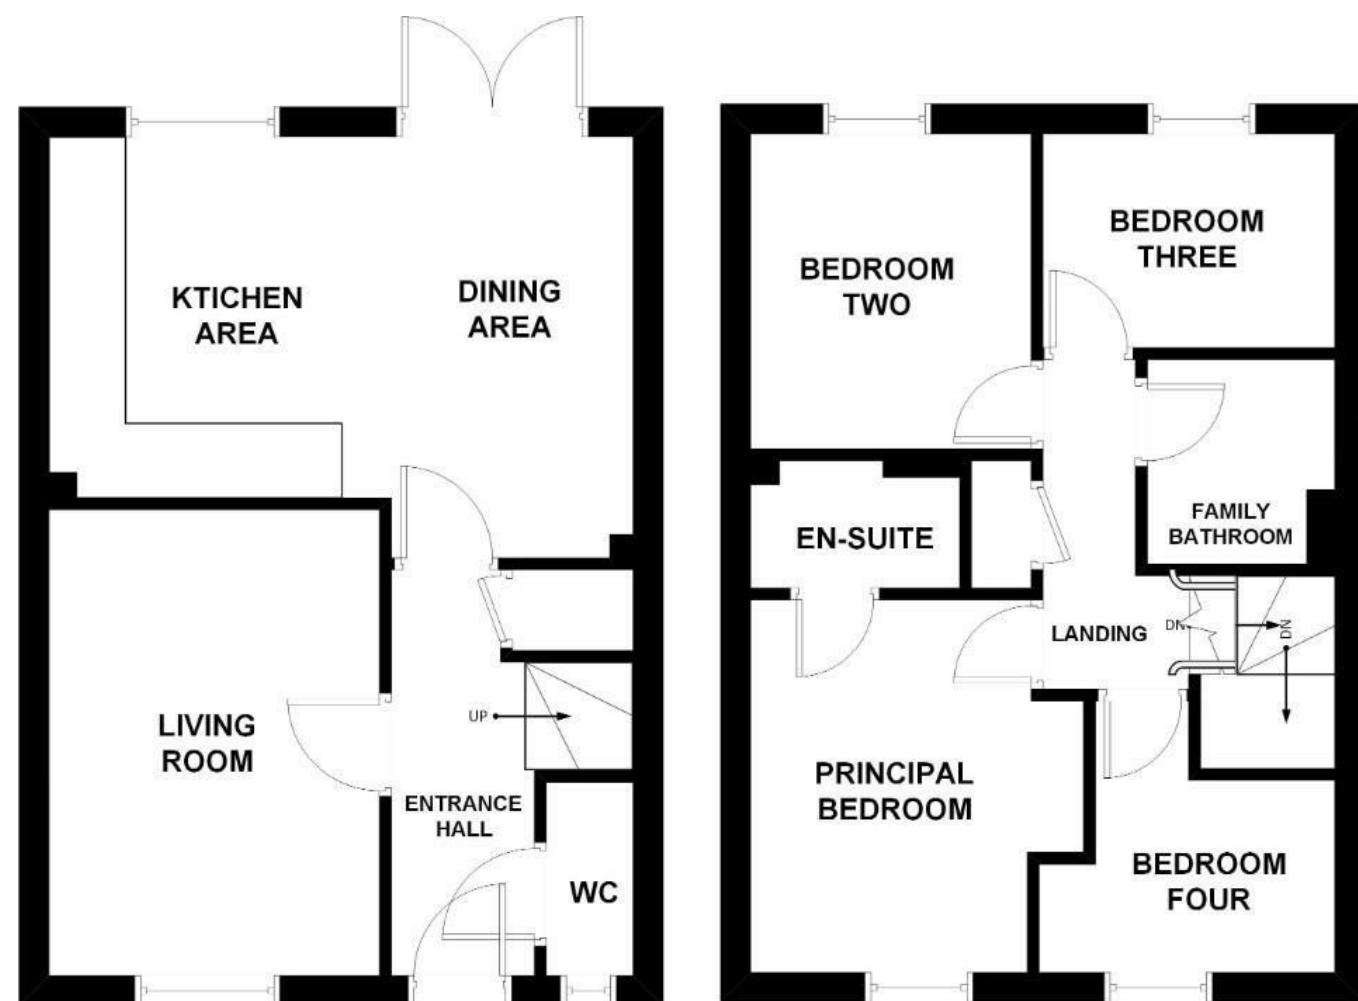 KTICHEN
AREA
DINING
AREA
LIVING
ROOM
UP
ENTRANCE
HALL
WC
BEDROOM
TWO
BEDROOM
THREE
EN-SUITE
FAMILY
BATHROOM
LANDING
DN
DN
PRINCIPAL
BEDROOM
BEDROOM
FOUR